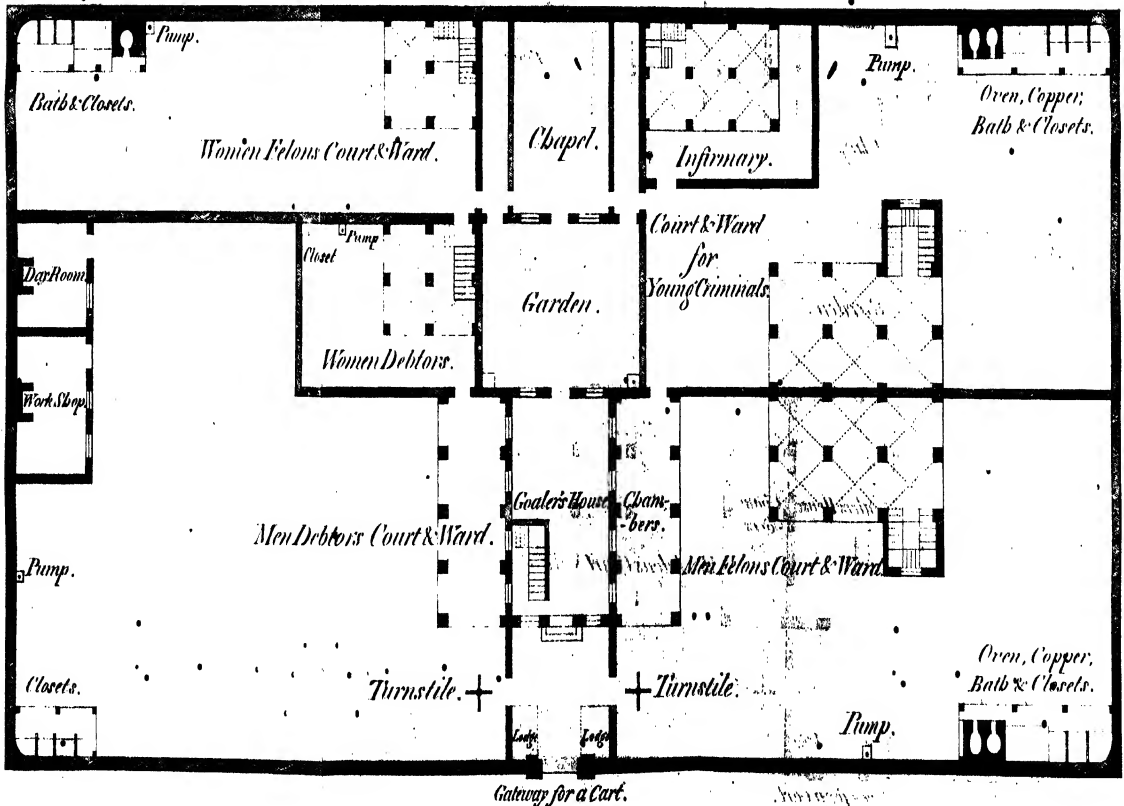 Pump.
Bath & Closets.
Women Felons Court & Ward.
Chapel.
Infirmary.
Pump.
Oven, Copper,
Bath & Closets.
Day Room
Closet
Pump
Garden.
Court & Ward
for
Young Criminals.
Women Debtors.
Work Shop
Goaler's House
Cham-
-bers.
Men Debtors Court & Ward.
Men Felons Court & Ward.
Pump.
Closets.
Turnstile.
Turnstile.
Oven, Copper,
Bath & Closets.
Lodge
Lodge
Pump.
Gateway for a Cart.